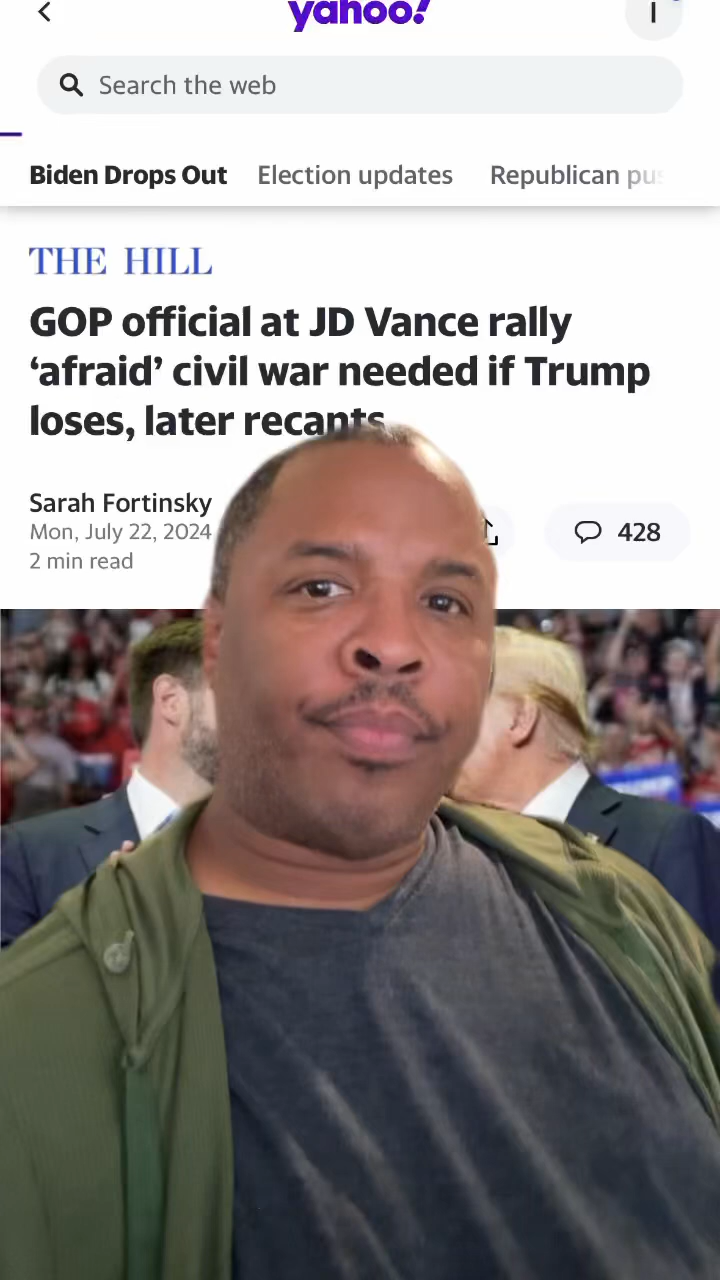 yahoo!
Search the web
Biden Drops Out Election updates Republican
THE HILL
GOP official at JD Vance rally
‘afraid’ civil war needed if Trump
loses, later recants
Sarah Fortinsky
Mon, July 22, 2024
2 min read
428